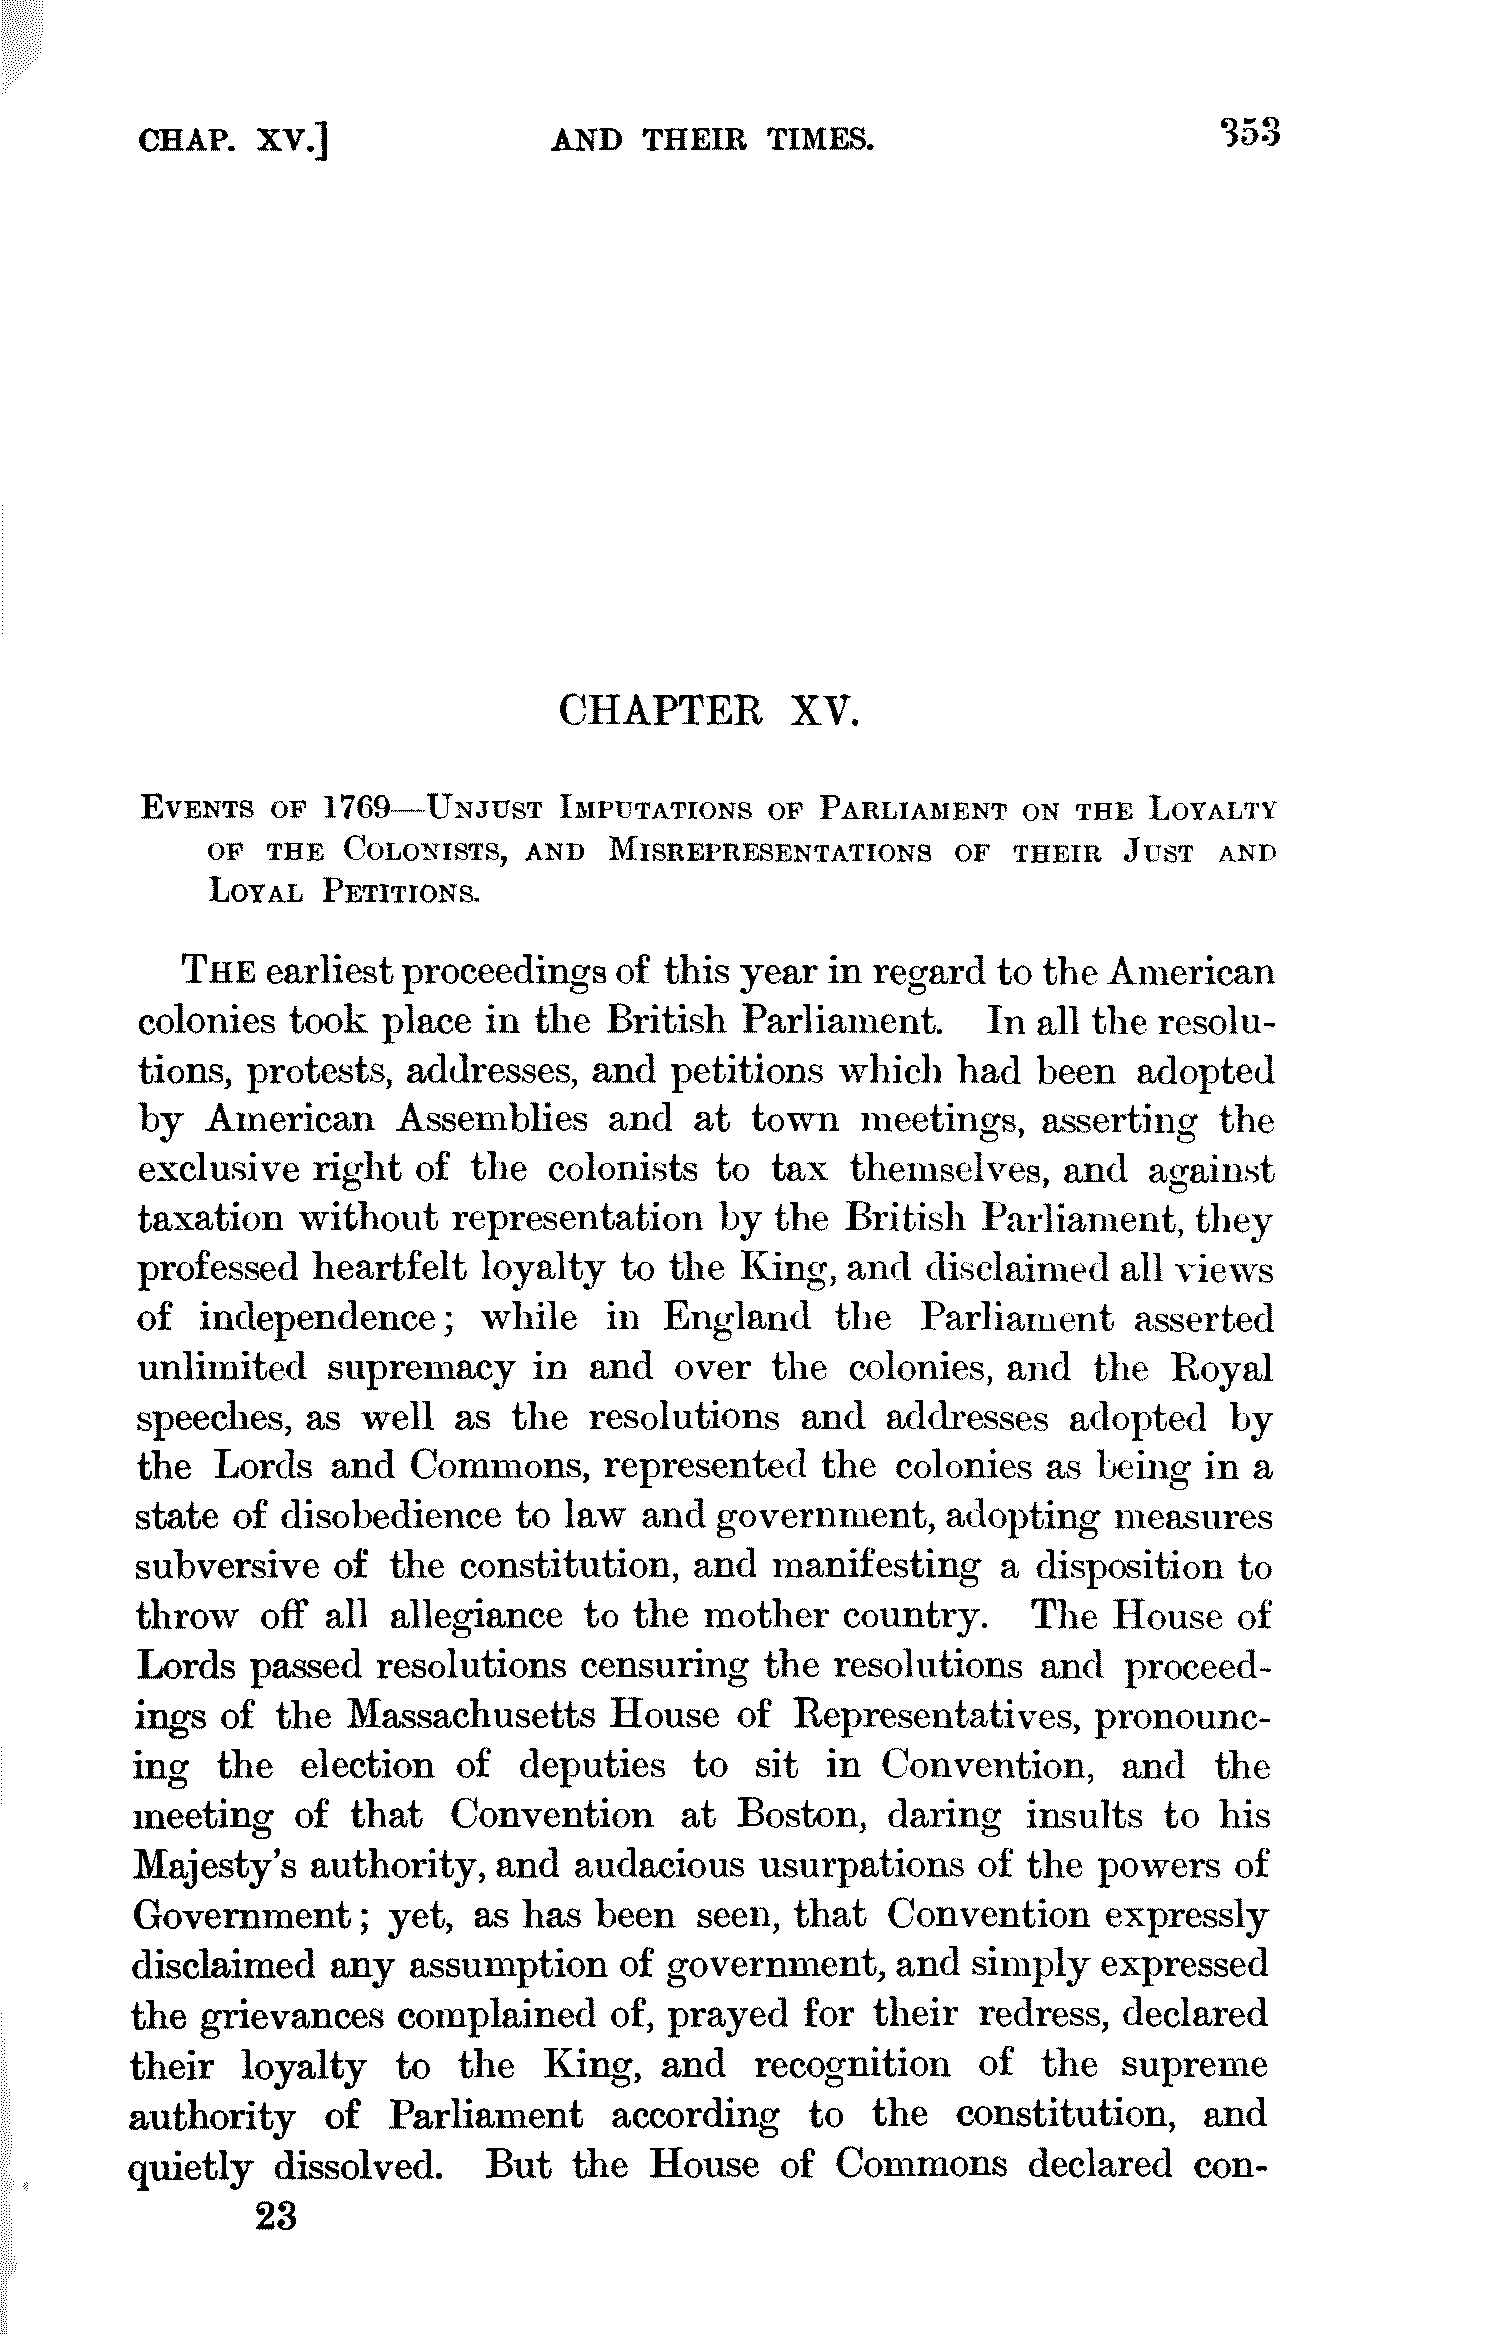 CHAP. XV.] AND THEIR TIMES. 353
CHAPTER XV.
EVENTS OF 1769—UNJUST IMPUTATIONS OF PARLIAMENT ON THE LOYALTY
OF THE COLONISTS, AND MISREPRESENTATIONS OF THEIR JUST AND
LOYAL PETITIONS.
THE earliest proceedings of this year in regard to the American
colonies took place in the British Parliament. In all the resolu-
tions, protests, addresses, and petitions which had been adopted
by American Assemblies and at town meetings, asserting the
exclusive right of the colonists to tax themselves, and against
taxation without representation by the British Parliament, they
professed heartfelt loyalty to the King, and disclaimed all views
of independence; while in England the Parliament asserted
unlimited supremacy in and over the colonies, and the Royal
speeches, as well as the resolutions and addresses adopted by
the Lords and Commons, represented the colonies as being in a
state of disobedience to law and government, adopting measures
subversive of the constitution, and manifesting a disposition to
throw off all allegiance to the mother country. The House of
Lords passed resolutions censuring the resolutions and proceed-
ings of the Massachusetts House of Representatives, pronounc-
ing the election of deputies to sit in Convention, and the
meeting of that Convention at Boston, daring insults to his
Majesty's authority, and audacious usurpations of the powers of
Government; yet, as has been seen, that Convention expressly
disclaimed any assumption of government, and simply expressed
the grievances complained of, prayed for their redress, declared
their loyalty to the King, and recognition of the supreme
authority of Parliament according to the constitution, and
quietly dissolved. But the House of Commons declared con-
23